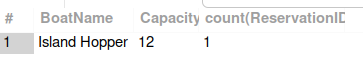 # BoatName Capacity count(ReservationID
1 Island Hopper 12 1